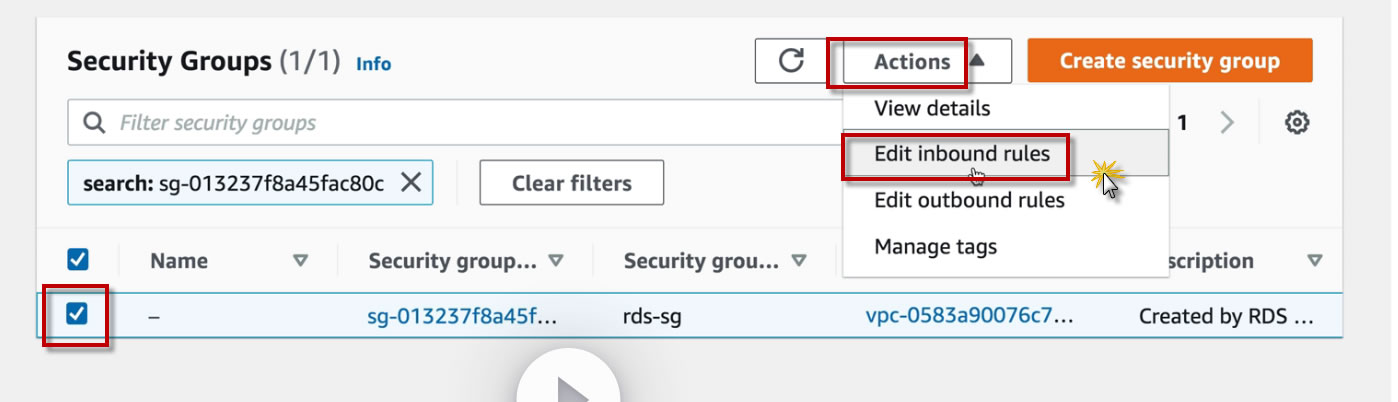 Security Groups (1/1) Info
Actions
Create security group
Filter security groups
View details
1
Edit inbound rules
search: sg-013237f8a45fac80c
Clear filters
Edit outbound rules
Manage tags
Name
Security group...
Security grou...
scription
–
sg-013237f8a45f...
rds-sg
vpc-0583a90076c7...
Created by RDS ...